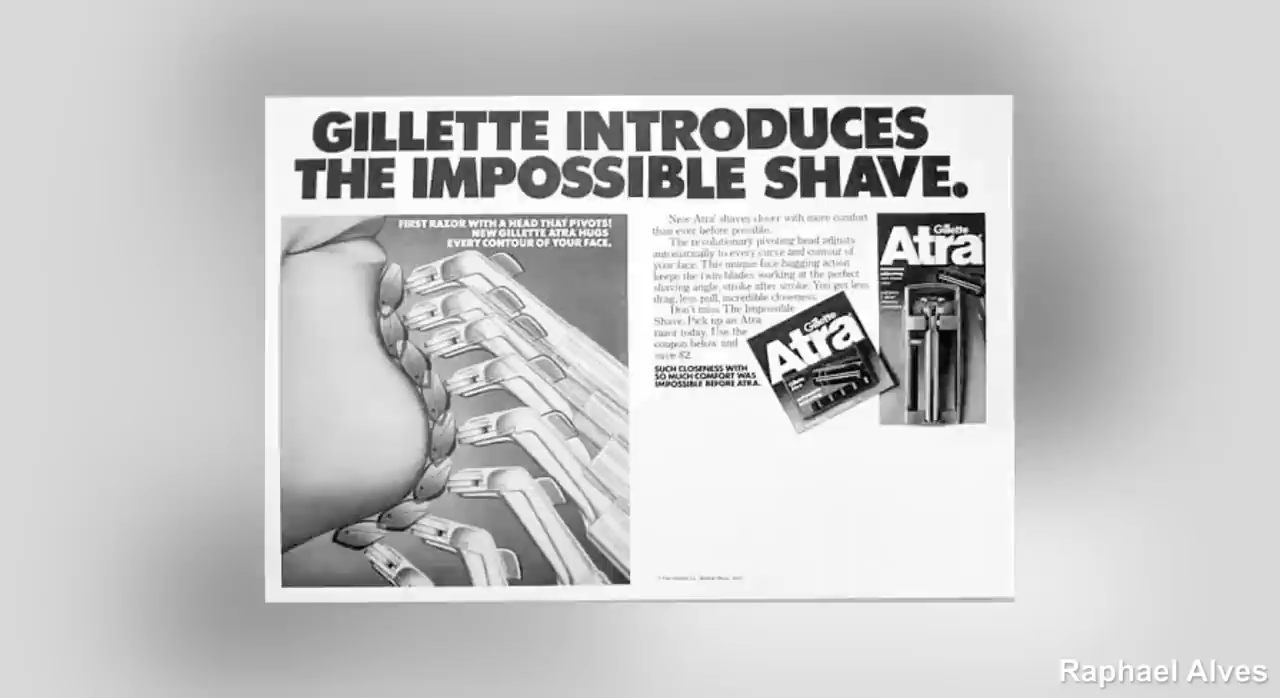 GILLETTE INTRODUCES
THE IMPOSSIBLE SHAVE.
FIRST RAZOR WITH A HEAD THAT PIVOTS!
NEW GILLETTE ATRA HUGS
EVERY CONTOUR OF YOUR FACE.
New Atra shaves closer with more comfort
than ever before possible.
The revolutionary pivoting head adjusts
automatically to every curve and contour of
your face. This unique face-hugging action
keeps the twin blades working at the perfect
shaving angle, stroke after stroke. You get less
drag, less pull, incredible closeness.
Don't miss The Impossible
Shave. Pick up an Atra
razor today. Use the
coupon below and
save $2.
SUCH CLOSENESS WITH
SO MUCH COMFORT WAS
IMPOSSIBLE BEFORE ATRA.
Gillette
Atra
Gillette
Atra
Raphael Alves